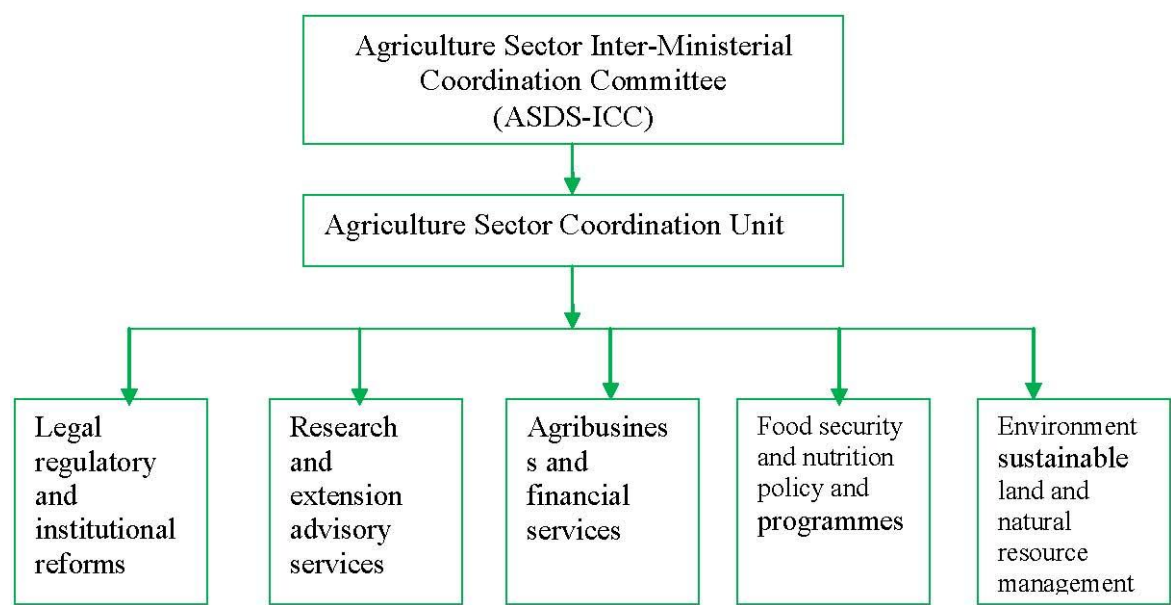 Agriculture Sector Inter-Ministerial
Coordination Committee
(ASDS-ICC)
Agriculture Sector Coordination Unit
Legal
regulatory
and
institutional
reforms
Research
and
extension
advisory
services
Agribusines
s and
financial
services
Food security
and nutrition
policy and
programmes
Environment
sustainable
land and
natural
resource
management